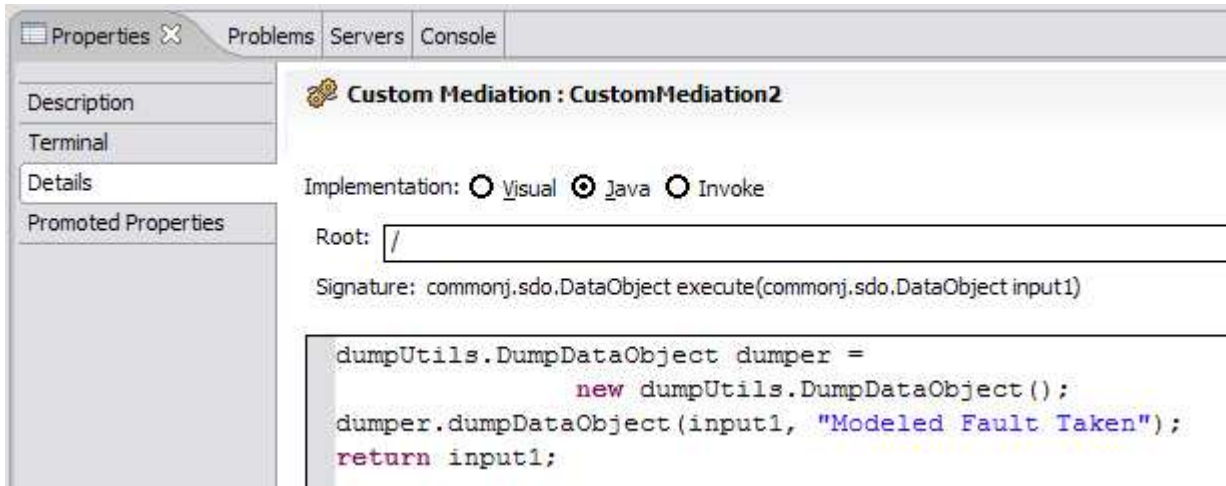 Properties Problems Servers Console
Description
Terminal
Details
Promoted Properties
Custom Mediation : CustomMediation2
Implementation: Visual Java Invoke
Root: /
Signature: commonj.sdo.DataObject execute(commonj.sdo.DataObject input1)
dumpUtils.DumpDataObject dumper =
new dumpUtils.DumpDataObject();
dumper.dumpDataObject(input1, "Modeled Fault Taken");
return input1;